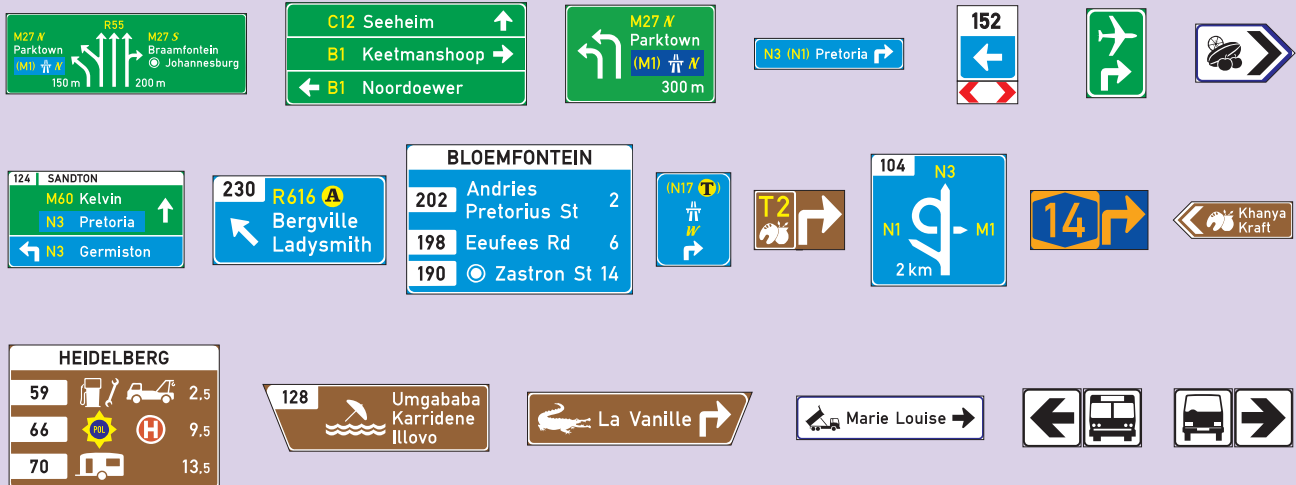 R55
M27 N
Parktown
(M1) N
150 m
M27 S
Braamfontein
Johannesburg
200 m
C12 Seeheim
B1 Keetmanshoop
B1 Noordoewer
M27 N
Parktown
(M1) N
300 m
N3 (N1) Pretoria
152
124 SANDTON
M60 Kelvin
N3 Pretoria
N3 Germiston
230
R616 A
Bergville
Ladysmith
BLOEMFONTEIN
202 Andries
Pretorius St 2
198 Eeufees Rd 6
190 Zastron St 14
(N17 T)
W
T2
104
N3
N1
M1
2 km
14
Khanya
Kraft
HEIDELBERG
59 2,5
66 POL H 9,5
70 13,5
128
Umgababa
Karridene
Illovo
La Vanille
Marie Louise